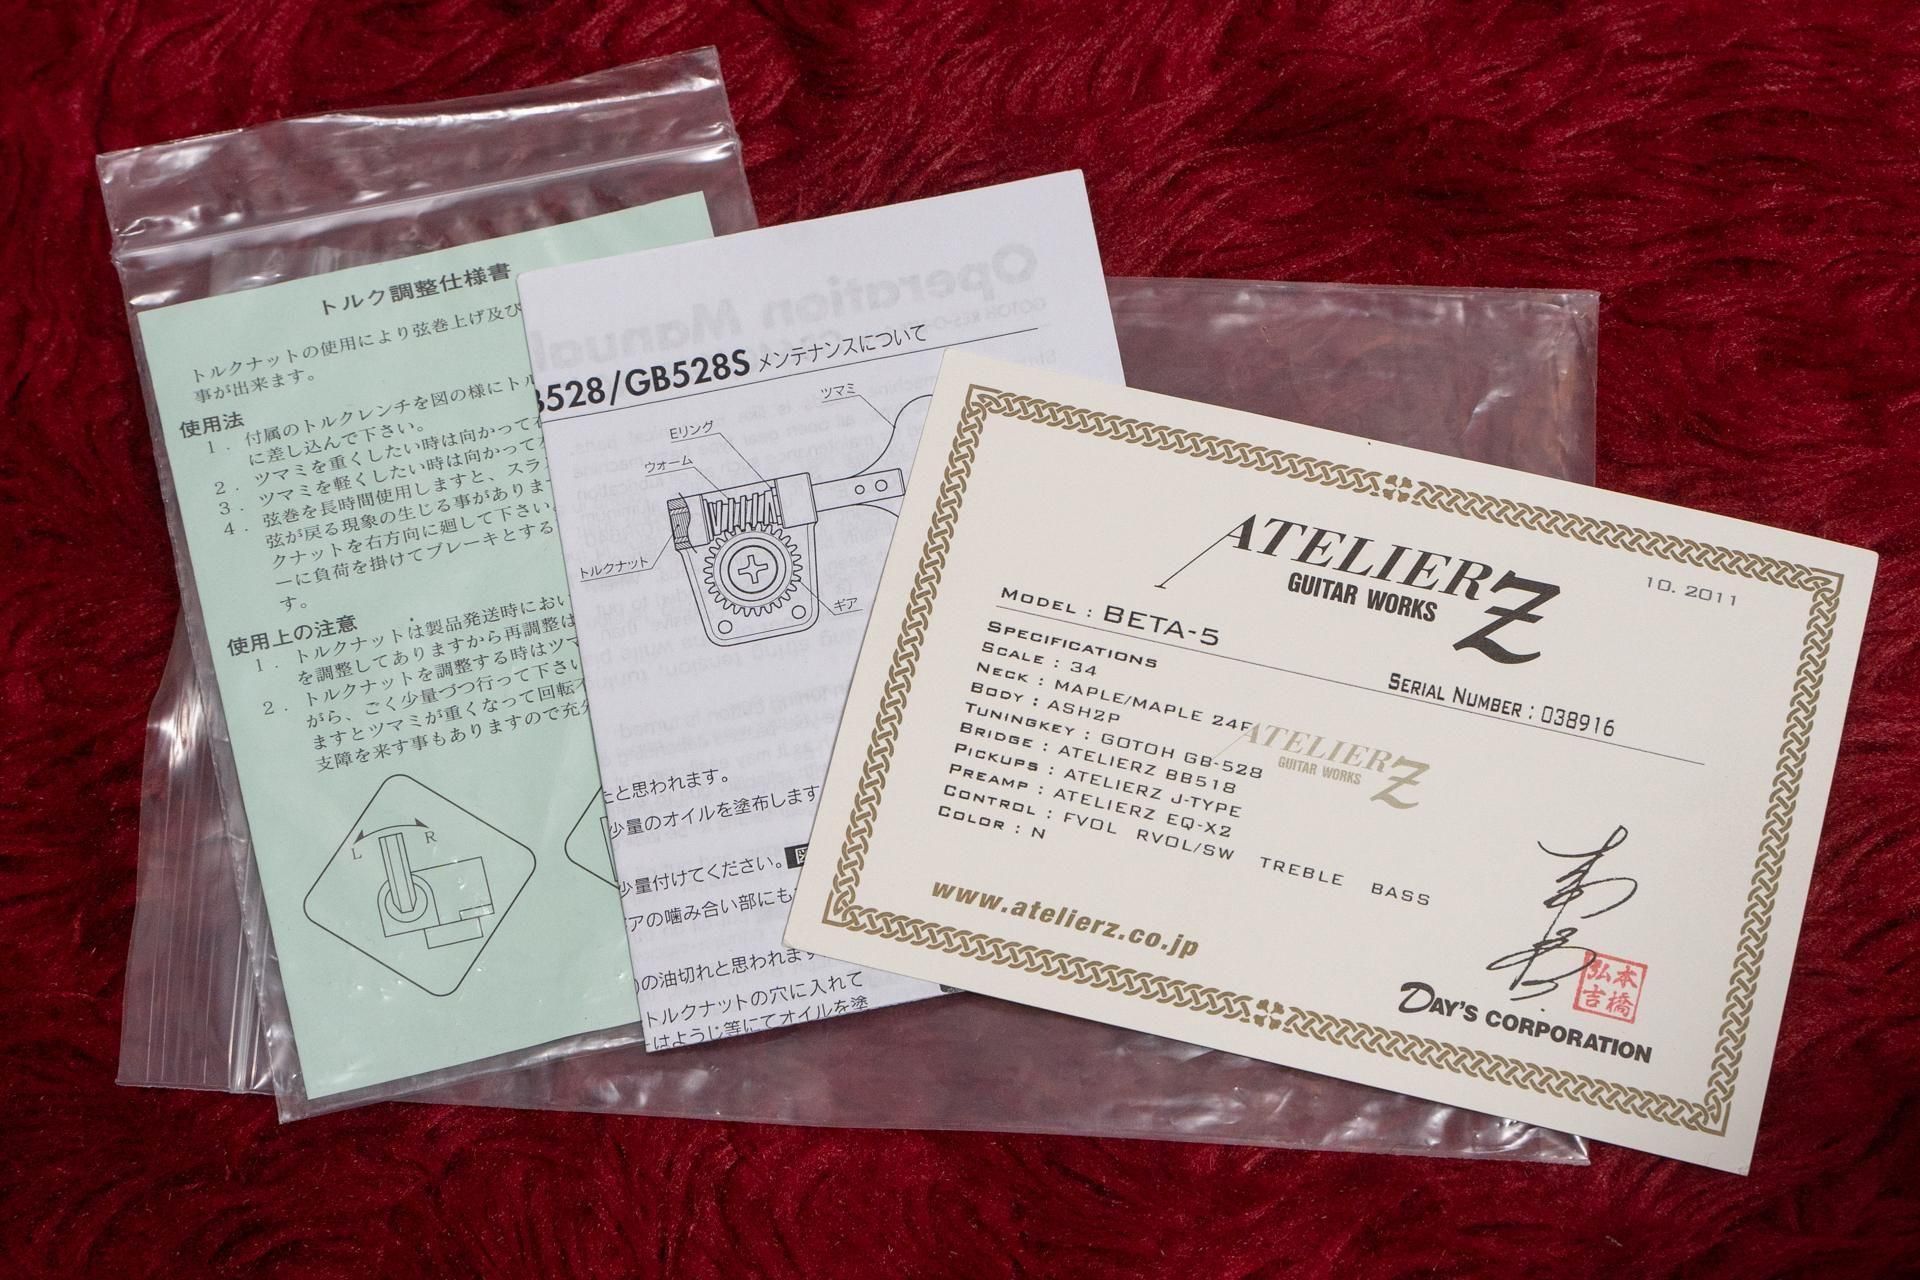 トルク調整仕様書
トルクナットの使用により弦巻上げ及び
事が出来ます。
使用法
1. 付属のトルクレンチを図の様にトル
に差し込んで下さい。
2. ツマミを重くしたい時は向かって右
3. ツマミを軽くしたい時は向かって左
4. 弦巻を長時間使用しますと、スラ
弦が戻る現象の生じる事がありま
クナットを右方向に廻して下さい
ーに負荷を掛けてブレーキとする
す。
使用上の注意
1. トルクナットは製品発送時におい
を調整してありますから再調整は
2. トルクナットを調整する時はツマ
がら、ごく少量づつ行って下さい
ますとツマミが重くなって回転不
支障を来す事もありますので充分
L R
Operation Manual
528/GB528S メンテナンスについて
ツマミ
Eリング
ウォーム
トルクナット
ギア
たと思われます。
少量のオイルを塗布します
少量付けてください。
アの噛み合い部にも
の油切れと思われます
トルクナットの穴に入れて
はようじ等にてオイルを塗
ATELIER Z
GUITAR WORKS
10. 2011
MODEL : BETA-5
SERIAL NUMBER : 038916
SPECIFICATIONS
SCALE : 34
NECK : MAPLE/MAPLE 24F
BODY : ASH2P
TUNINGKEY : GOTOH GB-528
BRIDGE : ATELIERZ BB518
PICKUPS : ATELIERZ J-TYPE
PREAMP : ATELIERZ EQ-X2
CONTROL : FVOL RVOL/SW TREBLE BASS
COLOR : N
ATELIER Z
GUITAR WORKS
www.atelierz.co.jp
本橋
弘吉
DAY'S CORPORATION